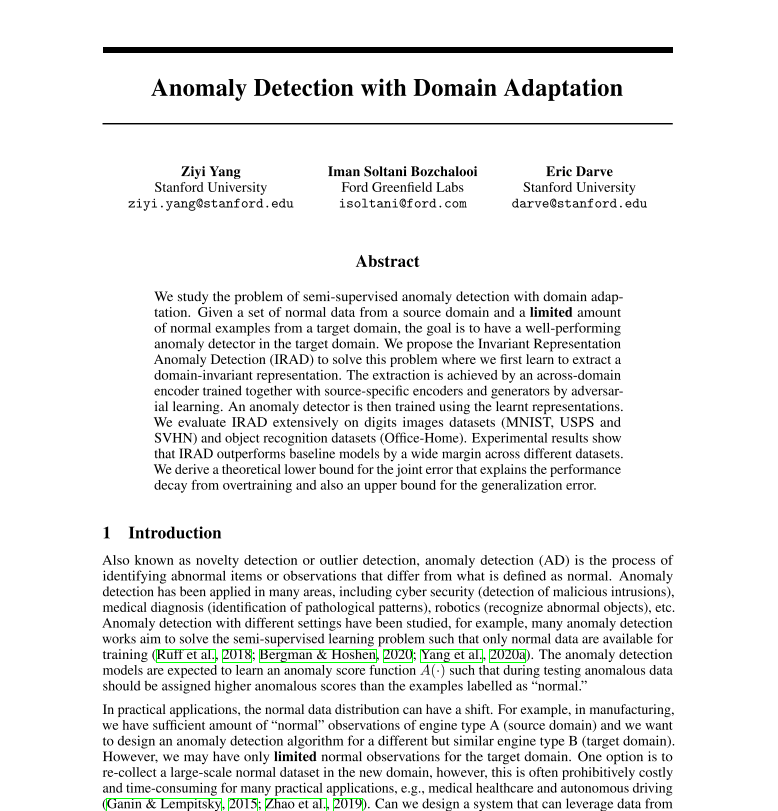 Anomaly Detection with Domain Adaptation
Ziyi Yang
Stanford University
ziyi.yang@stanford.edu
Iman Soltani Bozchalooi
Ford Greenfield Labs
isoltani@ford.com
Eric Darve
Stanford University
darve@stanford.edu
Abstract
We study the problem of semi-supervised anomaly detection with domain adap-
tation. Given a set of normal data from a source domain and a limited amount
of normal examples from a target domain, the goal is to have a well-performing
anomaly detector in the target domain. We propose the Invariant Representation
Anomaly Detection (IRAD) to solve this problem where we first learn to extract a
domain-invariant representation. The extraction is achieved by an across-domain
encoder trained together with source-specific encoders and generators by adversar-
ial learning. An anomaly detector is then trained using the learnt representations.
We evaluate IRAD extensively on digits images datasets (MNIST, USPS and
SVHN) and object recognition datasets (Office-Home). Experimental results show
that IRAD outperforms baseline models by a wide margin across different datasets.
We derive a theoretical lower bound for the joint error that explains the performance
decay from overtraining and also an upper bound for the generalization error.
1 Introduction
Also known as novelty detection or outlier detection, anomaly detection (AD) is the process of
identifying abnormal items or observations that differ from what is defined as normal. Anomaly
detection has been applied in many areas, including cyber security (detection of malicious intrusions),
medical diagnosis (identification of pathological patterns), robotics (recognize abnormal objects), etc.
Anomaly detection with different settings have been studied, for example, many anomaly detection
works aim to solve the semi-supervised learning problem such that only normal data are available for
training (Ruff et al., 2018; Bergman & Hoshen, 2020; Yang et al., 2020a). The anomaly detection
models are expected to learn an anomaly score function A(·) such that during testing anomalous data
should be assigned higher anomalous scores than the examples labelled as “normal.”
In practical applications, the normal data distribution can have a shift. For example, in manufacturing,
we have sufficient amount of “normal” observations of engine type A (source domain) and we want
to design an anomaly detection algorithm for a different but similar engine type B (target domain).
However, we may have only limited normal observations for the target domain. One option is to
re-collect a large-scale normal dataset in the new domain, however, this is often prohibitively costly
and time-consuming for many practical applications, e.g., medical healthcare and autonomous driving
(Ganin & Lempitsky, 2015; Zhao et al., 2019). Can we design a system that can leverage data from